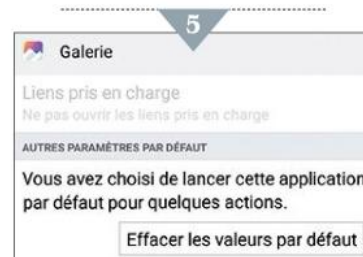 5
Galerie
Liens pris en charge
Ne pas ouvrir les liens pris en charge
AUTRES PARAMÈTRES PAR DÉFAUT
Vous avez choisi de lancer cette application
par défaut pour quelques actions.
Effacer les valeurs par défaut